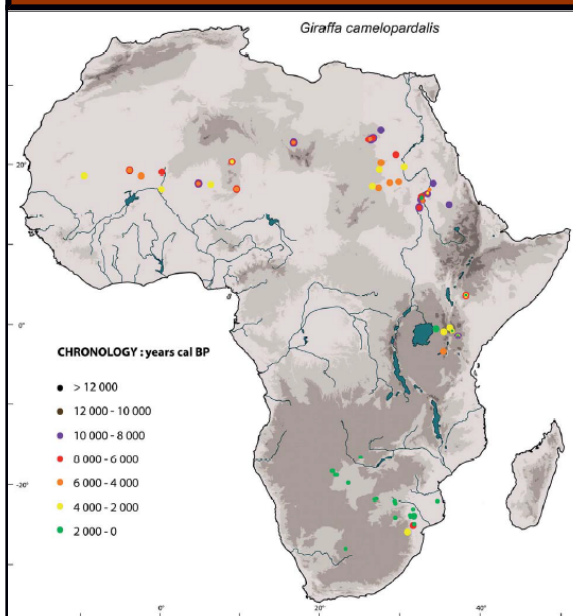 Giraffa camelopardalis
20°
0°
CHRONOLOGY : years cal BP
> 12 000
12 000 - 10 000
10 000 - 8 000
8 000 - 6 000
6 000 - 4 000
4 000 - 2 000
2 000 - 0
-20°
0° 20° 40°